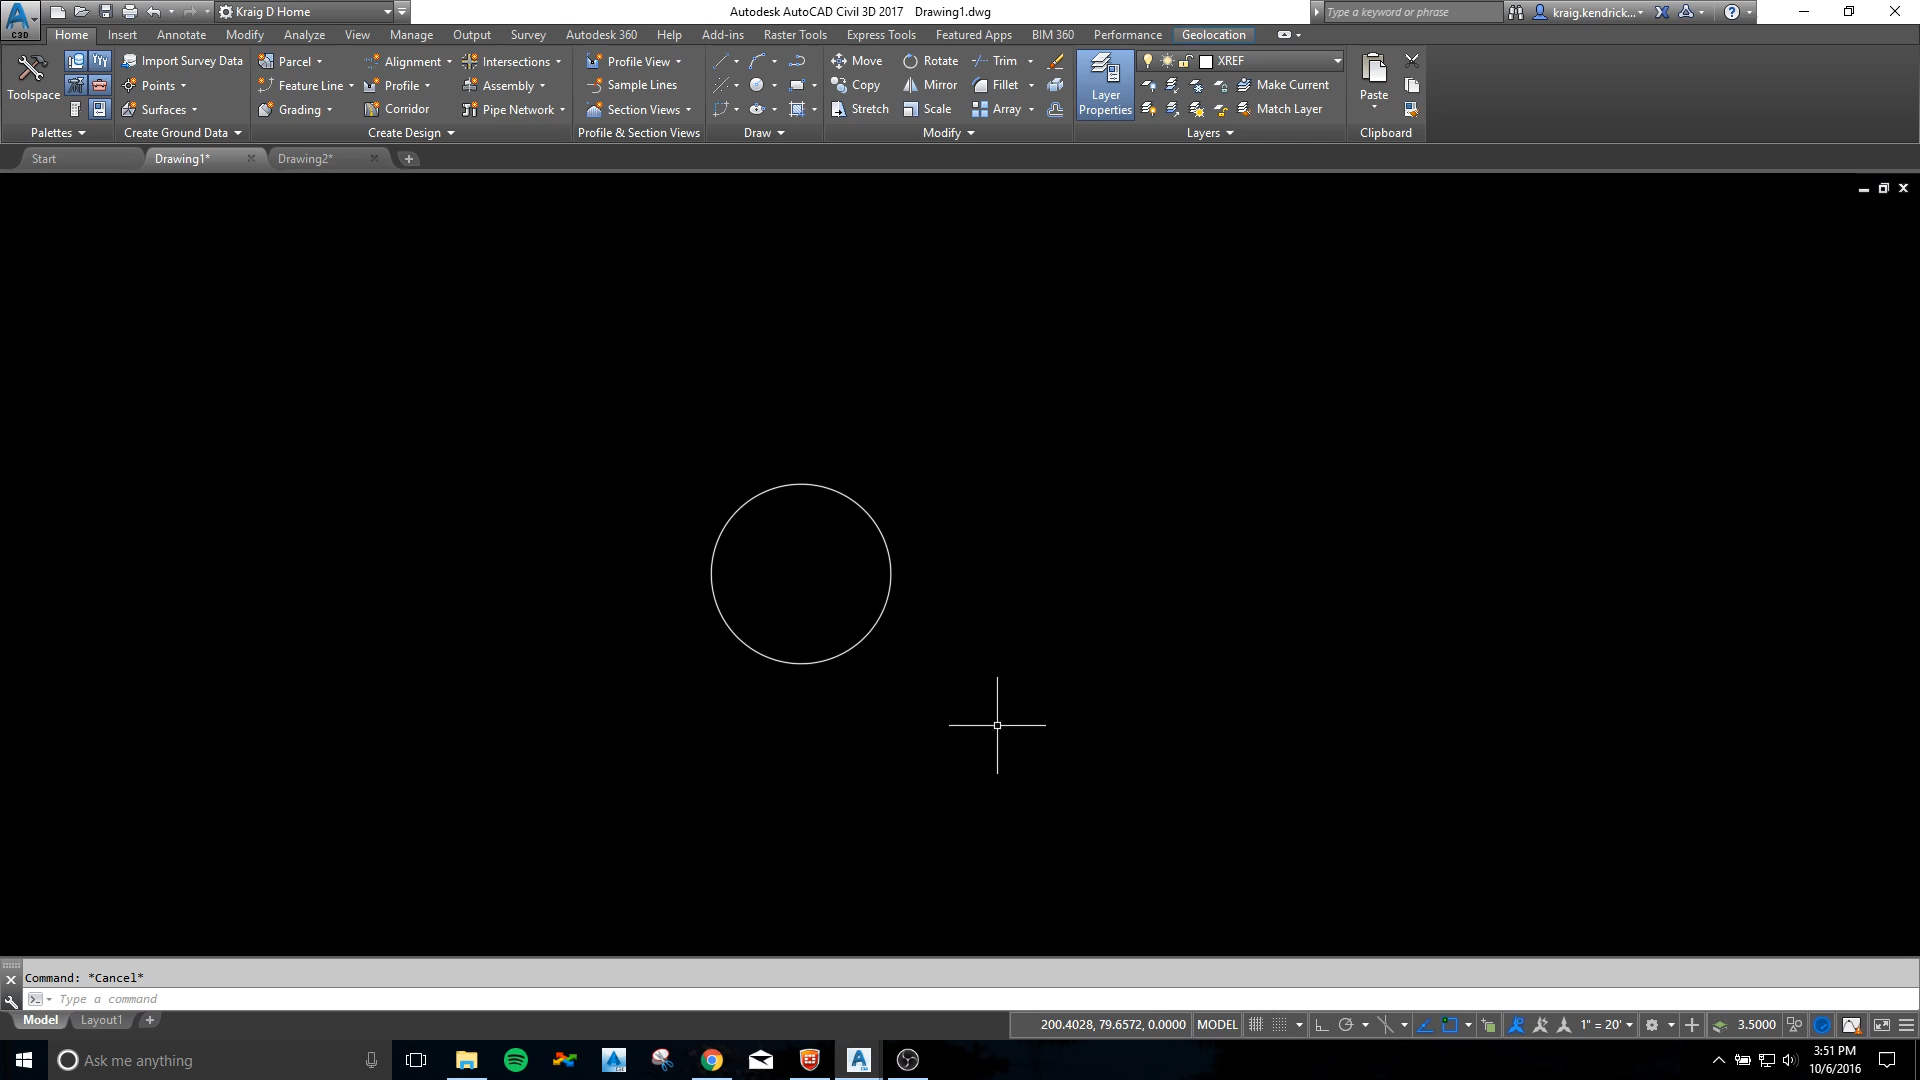 Kraig D Home
Autodesk AutoCAD Civil 3D 2017 Drawing1.dwg
Type a keyword or phrase
kraig.kendrick...
C3D
Home Insert Annotate Modify Analyze View Manage Output Survey Autodesk 360 Help Add-ins Raster Tools Express Tools Featured Apps BIM 360 Performance Geolocation
Import Survey Data Parcel Alignment Intersections Profile View Move Rotate Trim XREF
Toolspace Points Feature Line Profile Assembly Sample Lines Copy Mirror Fillet Layer Properties Make Current Paste
Surfaces Grading Corridor Pipe Network Section Views Stretch Scale Array Match Layer
Palettes Create Ground Data Create Design Profile & Section Views Draw Modify Layers Clipboard
Start Drawing1* Drawing2*
Command: *Cancel*
Type a command
Model Layout1
200.4028, 79.6572, 0.0000 MODEL 1" = 20' 3.5000
Ask me anything
3:51 PM
10/6/2016